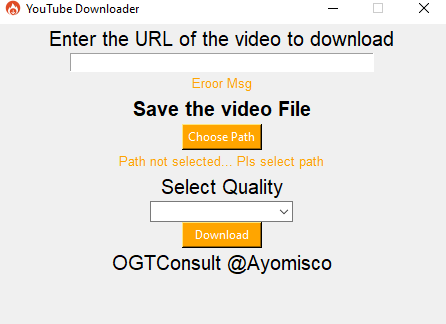 YouTube Downloader
Enter the URL of the video to download
Eroor Msg
Save the video File
Choose Path
Path not selected... Pls select path
Select Quality
Download
OGTConsult @Ayomisco